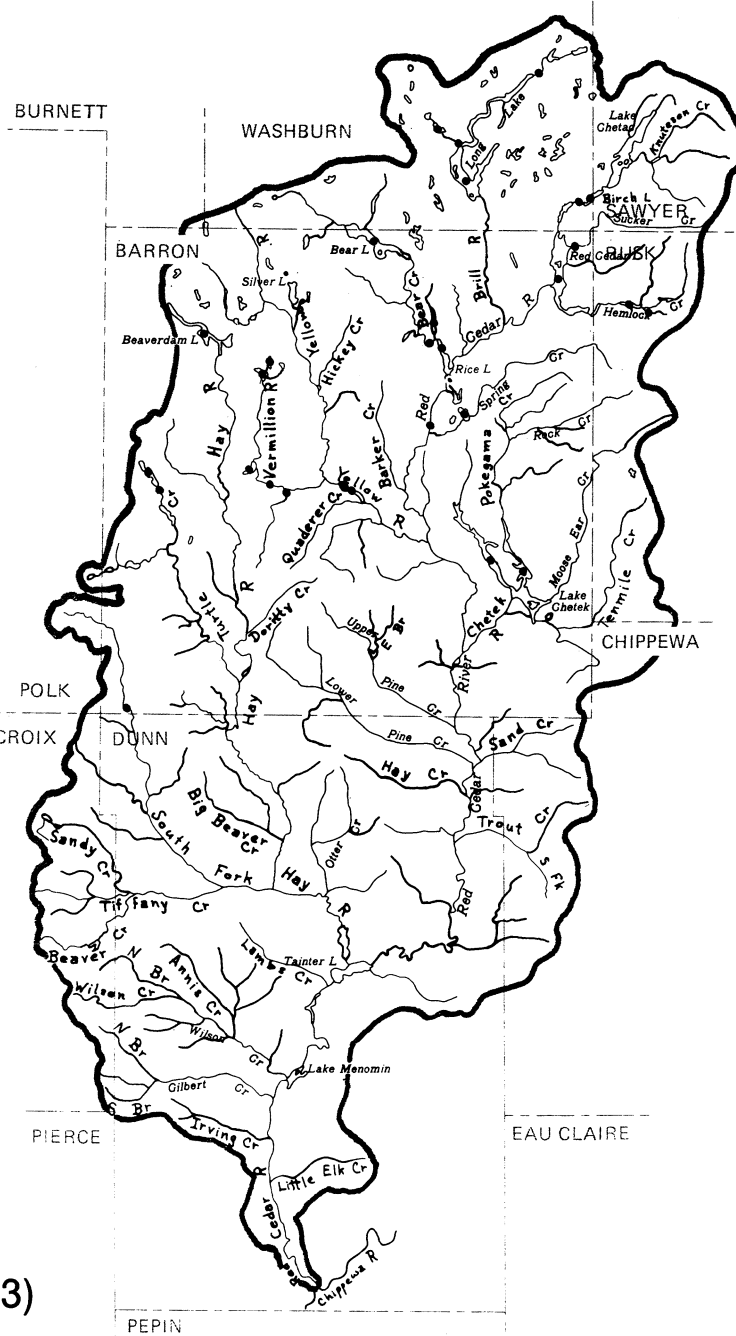 BURNETT
WASHBURN
Lake Chetac
Knuteson Cr
Long Lake
Birch L
SAWYER
Sucker Cr
BARRON
R
Bear L
Brill R
Red Cedar
RUSK
Silver L
Bear Cr
Hemlock Cr
Yellow
Cedar R
Beaverdam L
Hickey Cr
Rice L
Cr
Hay R
Vermillion R
Barker Cr
Red
Spring Cr
Rock Cr
Pokegama
Yellow R
Quaderer Cr
Moose Ear Cr
Turtle Cr
R
Dority Cr
Upper Br
Chetek R
Lake Chetek
Tenmile Cr
CHIPPEWA
POLK
Hay
Lower Pine Cr
Pine Cr
River
CROIX
DUNN
Sand Cr
Hay Cr
Cedar
Big Beaver Cr
Trout Cr
Sandy Cr
South Fork Hay R
Otter Cr
S Fk
Tiffany Cr
Red
Beaver Cr
N Br
Annis Cr
Lambs Cr
Tainter L
Wilson Cr
N Br
Wilson Cr
Lake Menomin
Gilbert Cr
S Br
PIERCE
Irving Cr
EAU CLAIRE
Little Elk Cr
Red Cedar R
Chippewa R
3)
PEPIN